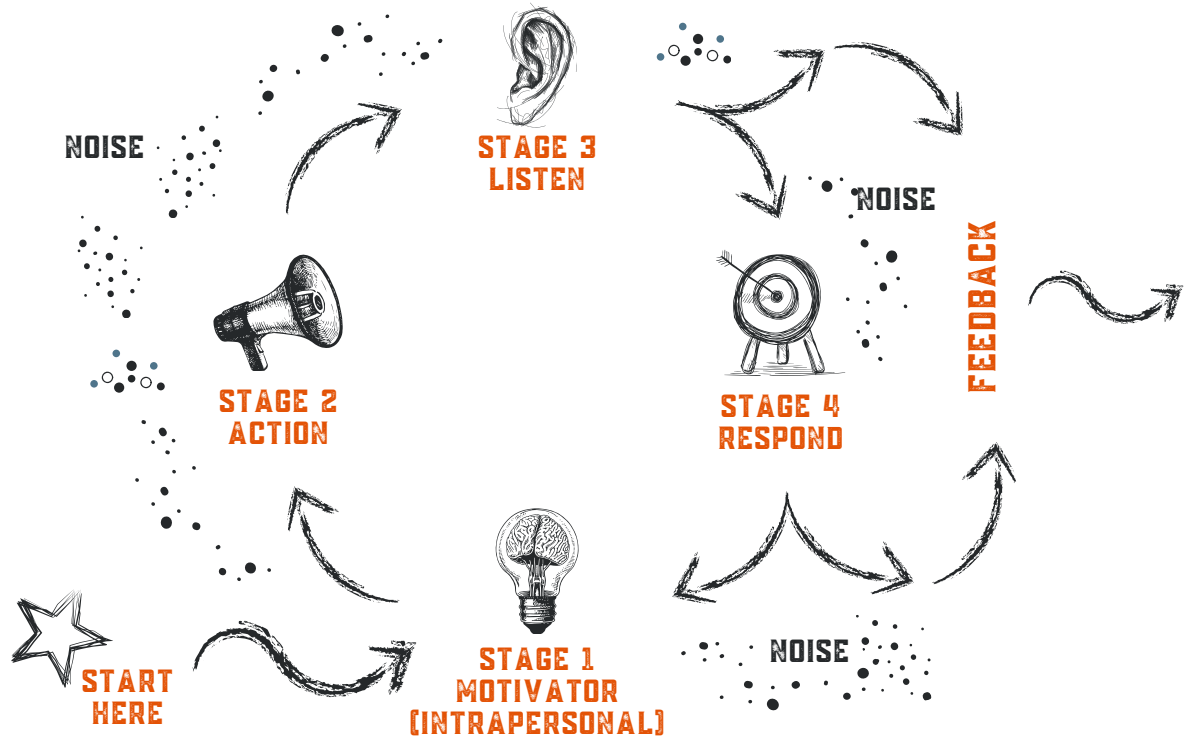 STAGE 3
LISTEN
NOISE
NOISE
FEEDBACK
STAGE 2
ACTION
STAGE 4
RESPOND
START
HERE
STAGE 1
MOTIVATOR
(INTRAPERSONAL)
NOISE